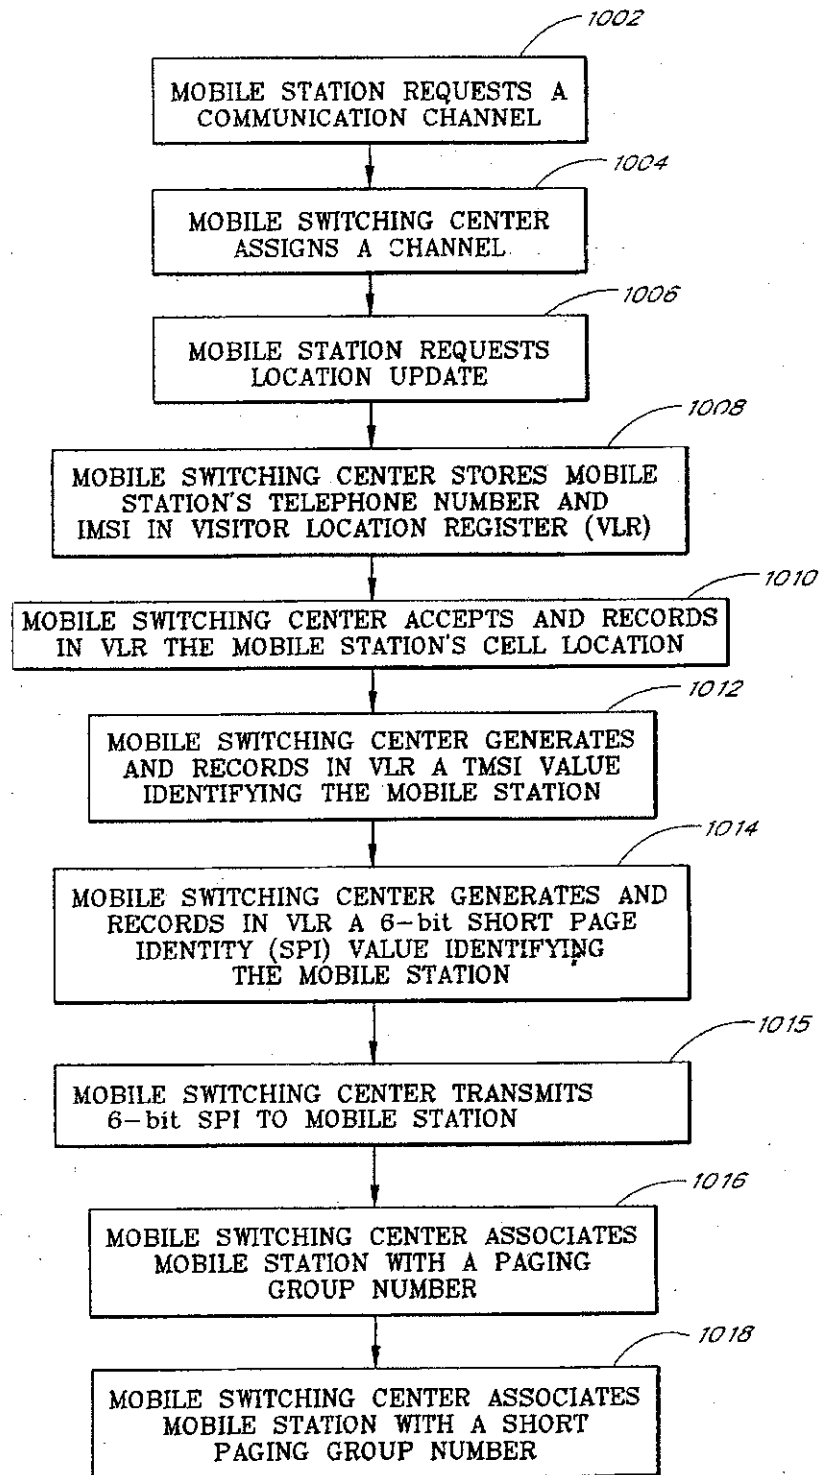 1002
MOBILE STATION REQUESTS A
COMMUNICATION CHANNEL
1004
MOBILE SWITCHING CENTER
ASSIGNS A CHANNEL
1006
MOBILE STATION REQUESTS
LOCATION UPDATE
1008
MOBILE SWITCHING CENTER STORES MOBILE
STATION'S TELEPHONE NUMBER AND
IMSI IN VISITOR LOCATION REGISTER (VLR)
1010
MOBILE SWITCHING CENTER ACCEPTS AND RECORDS
IN VLR THE MOBILE STATION'S CELL LOCATION
1012
MOBILE SWITCHING CENTER GENERATES
AND RECORDS IN VLR A TMSI VALUE
IDENTIFYING THE MOBILE STATION
1014
MOBILE SWITCHING CENTER GENERATES AND
RECORDS IN VLR A 6-bit SHORT PAGE
IDENTITY (SPI) VALUE IDENTIFYING
THE MOBILE STATION
1015
MOBILE SWITCHING CENTER TRANSMITS
6-bit SPI TO MOBILE STATION
1016
MOBILE SWITCHING CENTER ASSOCIATES
MOBILE STATION WITH A PAGING
GROUP NUMBER
1018
MOBILE SWITCHING CENTER ASSOCIATES
MOBILE STATION WITH A SHORT
PAGING GROUP NUMBER